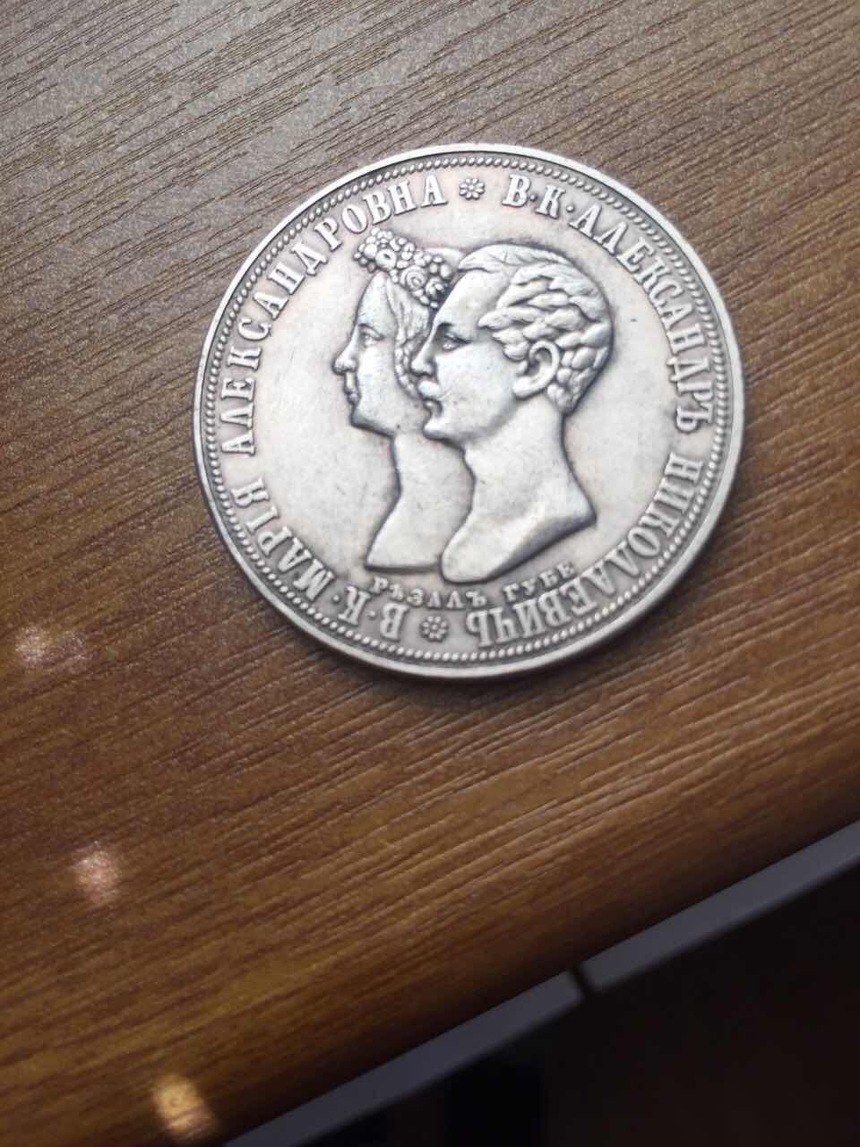 В·К·МАРІЯ АЛЕКСАНДРОВНА
В·К·АЛЕКСАНДРЪ НИКОЛАЕВИЧЪ
РѢЗАЛЪ ГУБЕ